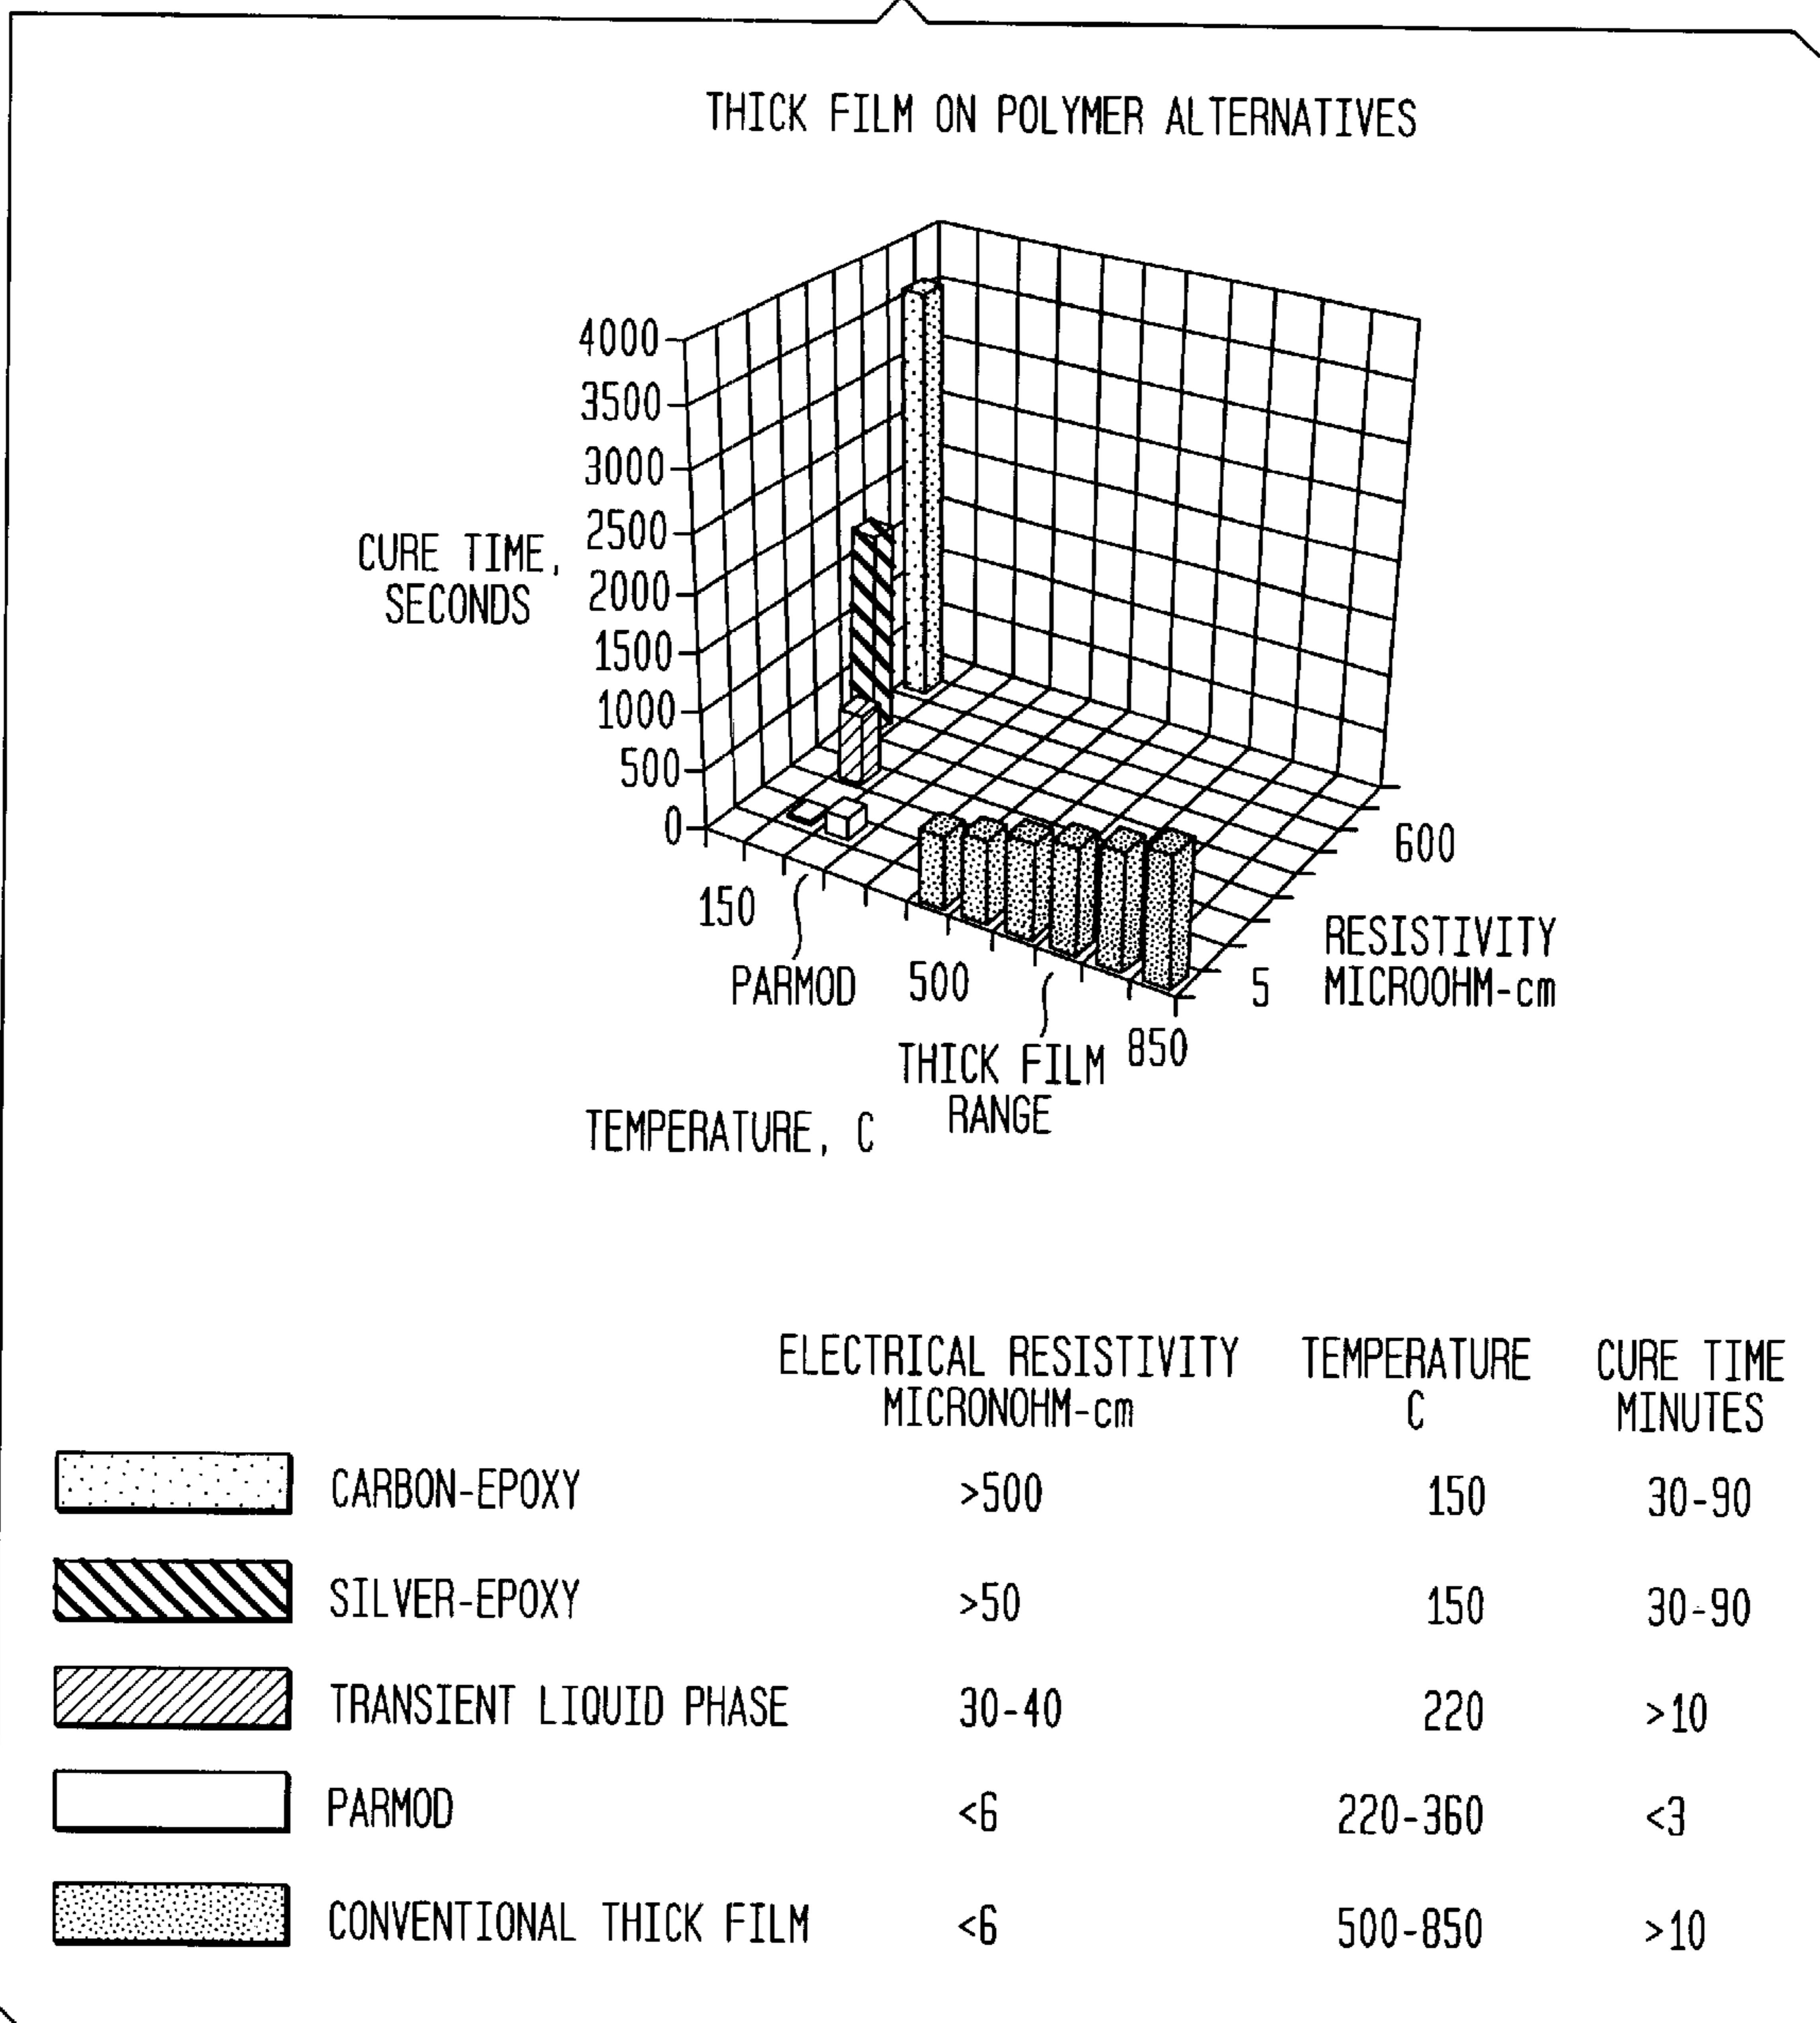 THICK FILM ON POLYMER ALTERNATIVES
4000
3500
3000
2500
2000
1500
1000
500
0
CURE TIME,
SECONDS
150
PARMOD
500
THICK FILM
RANGE
850
TEMPERATURE, C
5
600
RESISTIVITY
MICROOHM-cm
ELECTRICAL RESISTIVITY
MICRONOHM-cm
TEMPERATURE
C
CURE TIME
MINUTES
CARBON-EPOXY >500 150 30-90
SILVER-EPOXY >50 150 30-90
TRANSIENT LIQUID PHASE 30-40 220 >10
PARMOD <6 220-360 <3
CONVENTIONAL THICK FILM <6 500-850 >10